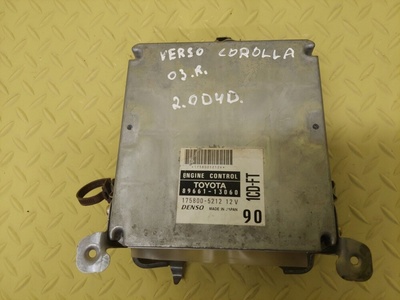 VERSO COROLLA
03.R.
2.0D4D.
ENGINE CONTROL
TOYOTA
89661-13060
175800-5212 12V
DENSO MADE IN JAPAN
1CD-FT
90